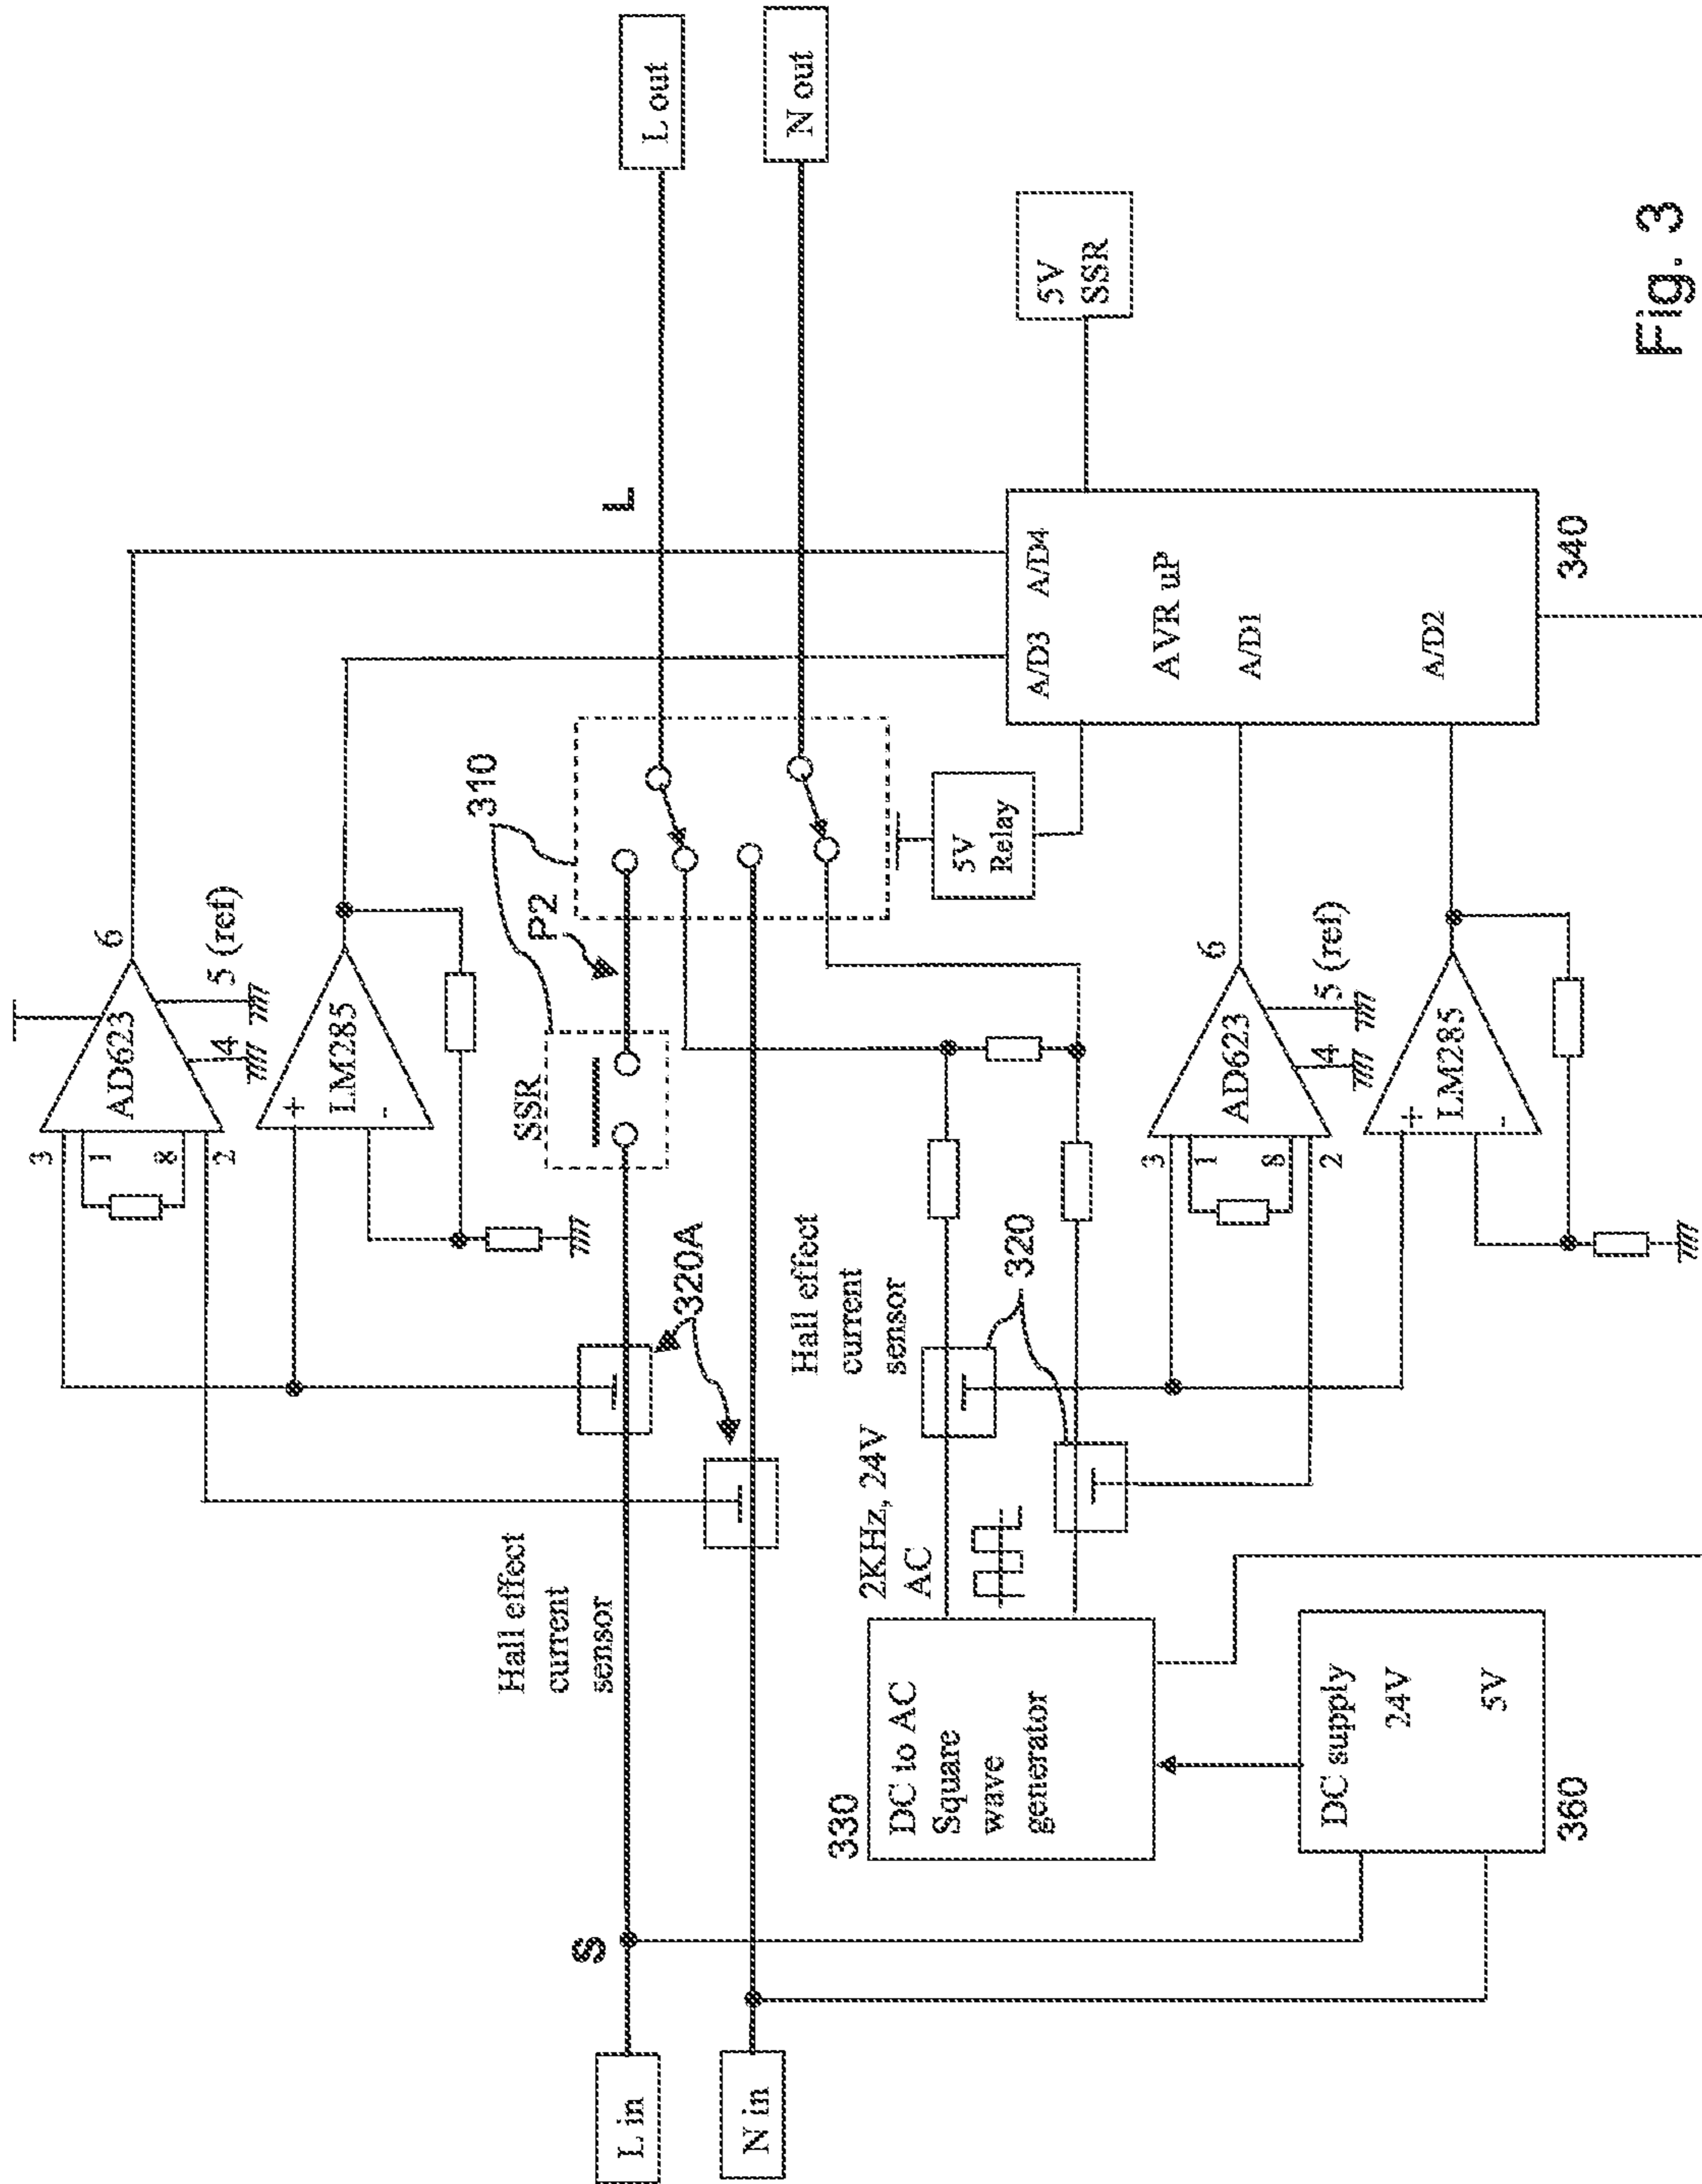 3
1
8
2
AD623
6
4
5 (ref)
+
-
LM285
310
P2
SSR
320A
Hall effect
current
sensor
Hall effect
current
sensor
S
L
L in
N in
L out
N out
2KHz, 24V
AC
320
330
DC to AC
Square
wave
generator
DC supply
24V
5V
360
3
1
8
2
AD623
6
4
5 (ref)
+
-
LM285
5V
Relay
A/D3
A/D4
AVR uP
A/D1
A/D2
340
5V
SSR
Fig. 3